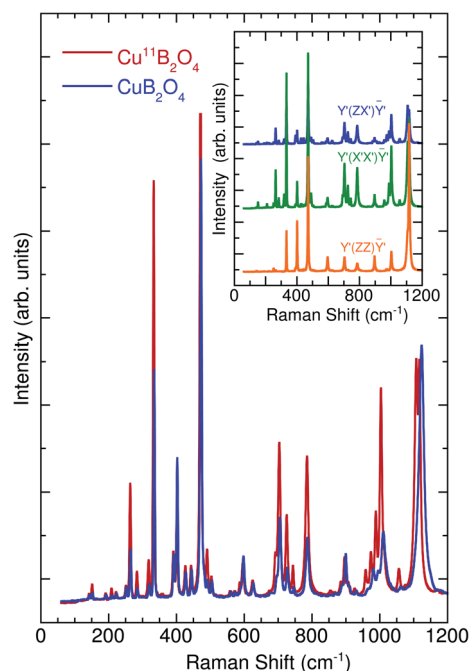 Cu¹¹B₂O₄
CuB₂O₄
Intensity (arb. units)
0 200 400 600 800 1000 1200
Raman Shift (cm⁻¹)
Y'(ZX')Ȳ'
Y'(X'X')Ȳ'
Y'(ZZ)Ȳ'
Intensity (arb. units)
0 400 800 1200
Raman Shift (cm⁻¹)